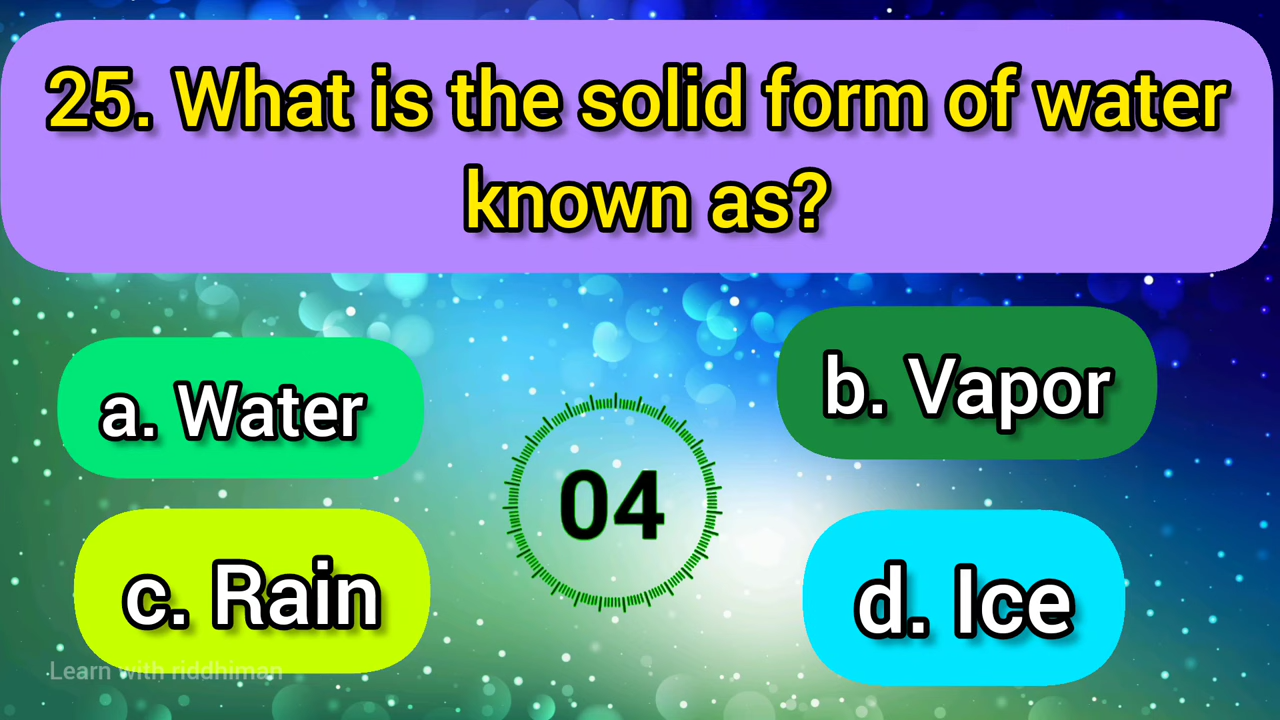 25. What is the solid form of water
known as?
a. Water
b. Vapor
04
c. Rain
d. Ice
Learn with riddhiman